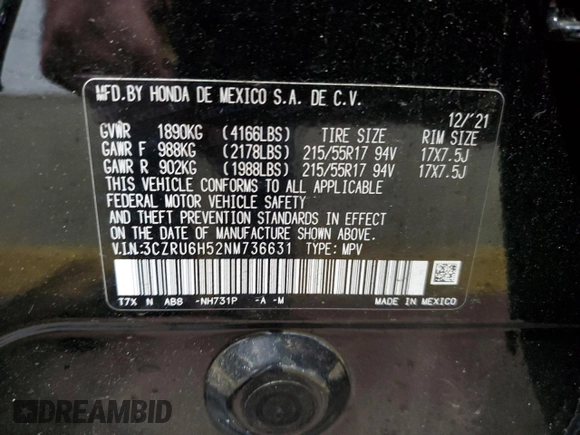 MFD.BY HONDA DE MEXICO S.A. DE C.V.
12/'21
GVWR 1890KG (4166LBS) TIRE SIZE RIM SIZE
GAWR F 988KG (2178LBS) 215/55R17 94V 17X7.5J
GAWR R 902KG (1988LBS) 215/55R17 94V 17X7.5J
THIS VEHICLE CONFORMS TO ALL APPLICABLE
FEDERAL MOTOR VEHICLE SAFETY
AND THEFT PREVENTION STANDARDS IN EFFECT
ON THE DATE OF MANUFACTURE SHOWN ABOVE
V.I.N:3CZRU6H52NM736631 TYPE: MPV
T7X N AB8 -NH731P -A -M MADE IN MEXICO
DREAMBID